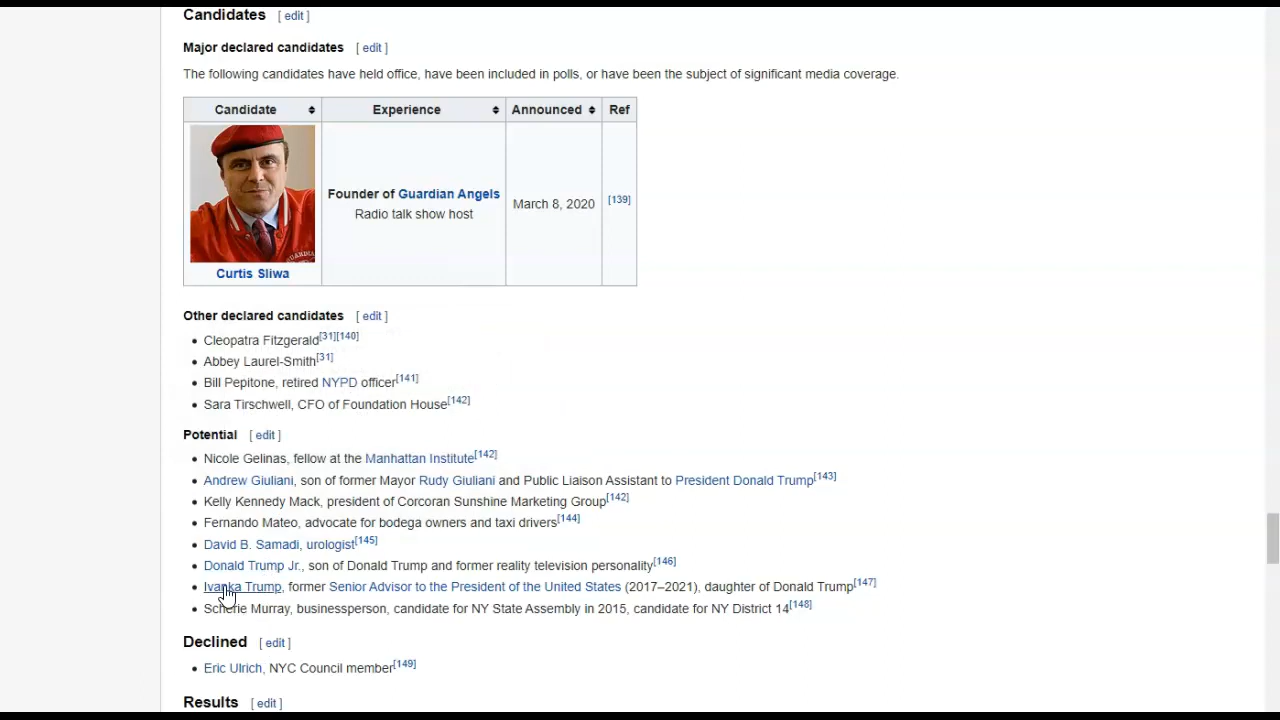 Candidates [ edit ]
Major declared candidates [ edit ]
The following candidates have held office, have been included in polls, or have been the subject of significant media coverage.
Candidate Experience Announced Ref
Founder of Guardian Angels
Radio talk show host
March 8, 2020
[139]
Curtis Sliwa
Other declared candidates [ edit ]
Cleopatra Fitzgerald[31][140]
Abbey Laurel-Smith[31]
Bill Pepitone, retired NYPD officer[141]
Sara Tirschwell, CFO of Foundation House[142]
Potential [ edit ]
Nicole Gelinas, fellow at the Manhattan Institute[142]
Andrew Giuliani, son of former Mayor Rudy Giuliani and Public Liaison Assistant to President Donald Trump[143]
Kelly Kennedy Mack, president of Corcoran Sunshine Marketing Group[142]
Fernando Mateo, advocate for bodega owners and taxi drivers[144]
David B. Samadi, urologist[145]
Donald Trump Jr., son of Donald Trump and former reality television personality[146]
Ivanka Trump, former Senior Advisor to the President of the United States (2017–2021), daughter of Donald Trump[147]
Scherie Murray, businessperson, candidate for NY State Assembly in 2015, candidate for NY District 14[148]
Declined [ edit ]
Eric Ulrich, NYC Council member[149]
Results [ edit ]